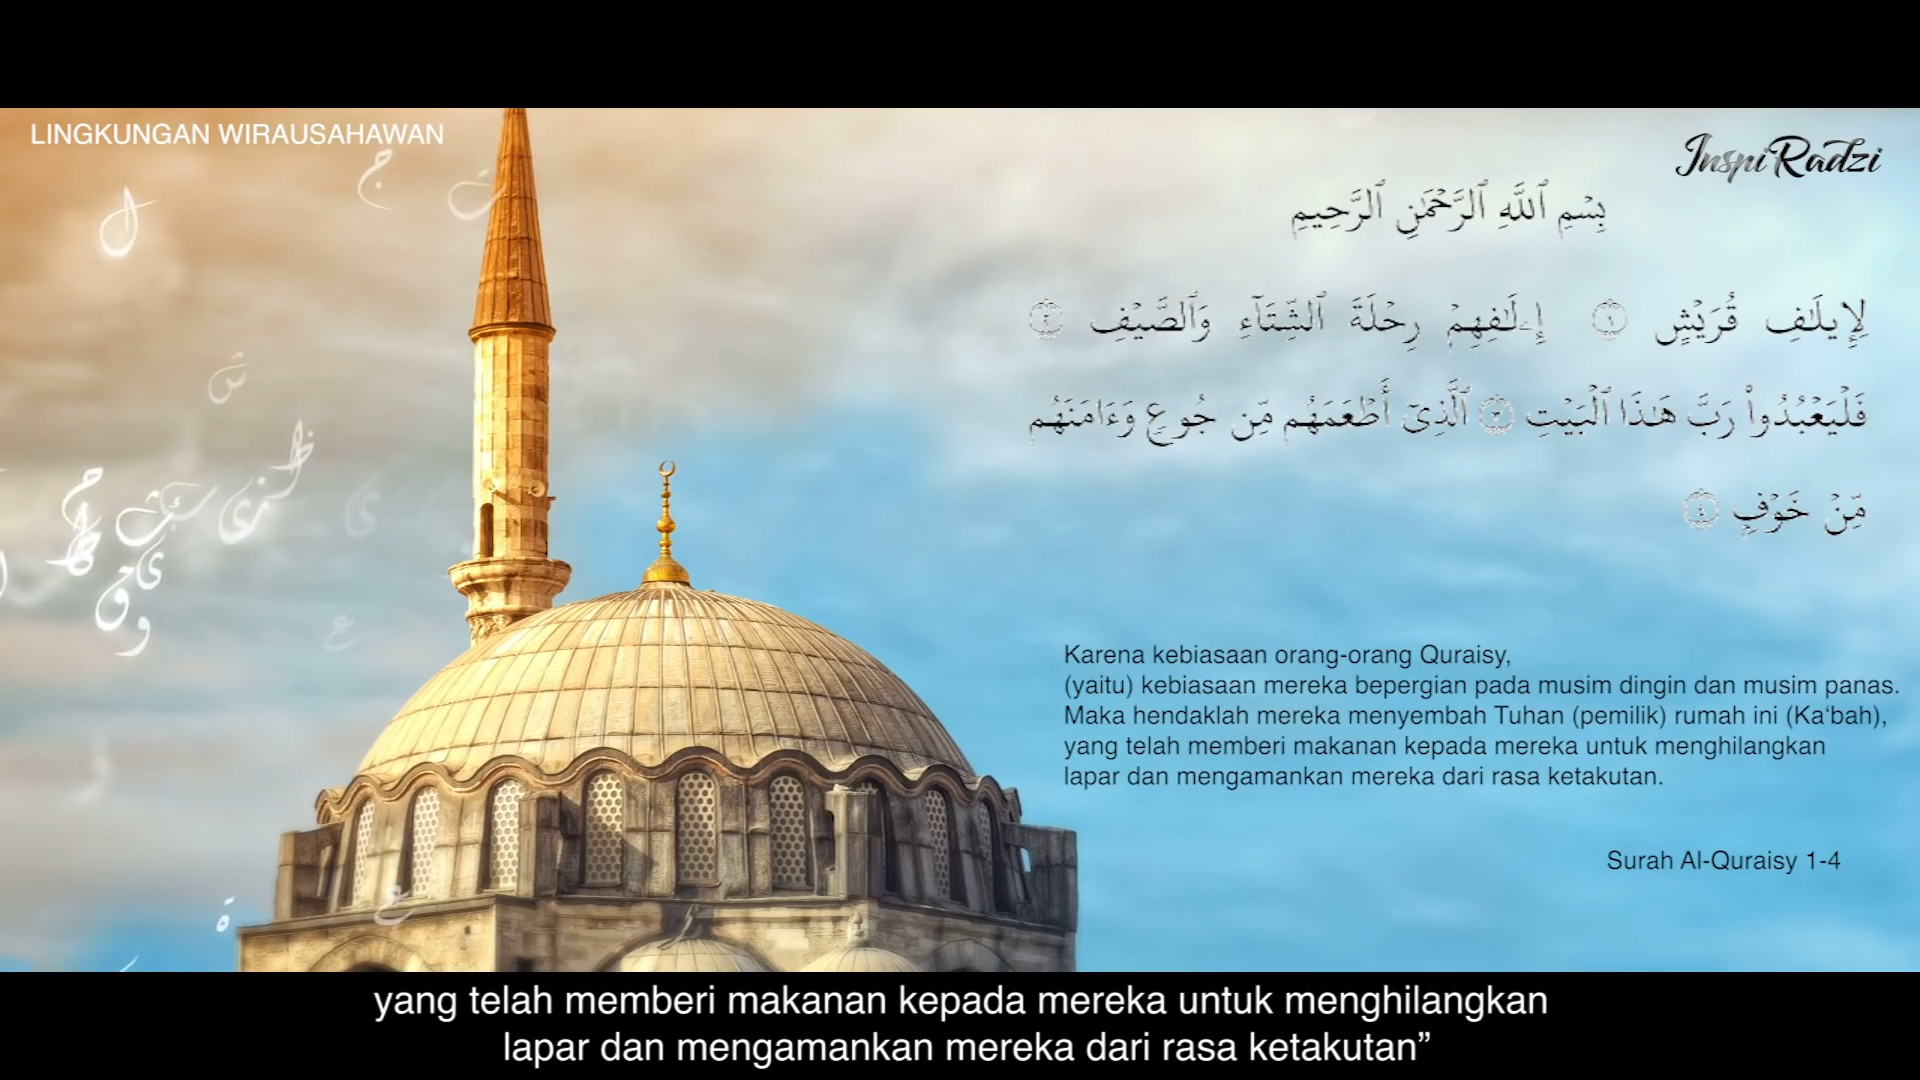 LINGKUNGAN WIRAUSAHAWAN
InspiRadzi
بِسْمِ ٱللَّهِ ٱلرَّحْمَٰنِ ٱلرَّحِيمِ
لِإِيلَٰفِ قُرَيْشٍ ١ إِۦلَٰفِهِمْ رِحْلَةَ ٱلشِّتَآءِ وَٱلصَّيْفِ ٢
فَلْيَعْبُدُوا۟ رَبَّ هَٰذَا ٱلْبَيْتِ ٣ ٱلَّذِىٓ أَطْعَمَهُم مِّن جُوعٍ وَءَامَنَهُم
مِّنْ خَوْفٍۭ ٤
Karena kebiasaan orang-orang Quraisy,
(yaitu) kebiasaan mereka bepergian pada musim dingin dan musim panas.
Maka hendaklah mereka menyembah Tuhan (pemilik) rumah ini (Ka‘bah),
yang telah memberi makanan kepada mereka untuk menghilangkan
lapar dan mengamankan mereka dari rasa ketakutan.
Surah Al-Quraisy 1-4
yang telah memberi makanan kepada mereka untuk menghilangkan
lapar dan mengamankan mereka dari rasa ketakutan”